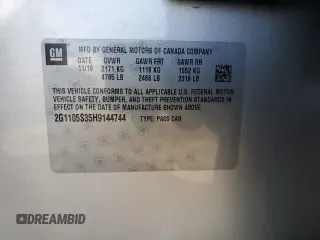 GM
MFD BY GENERAL MOTORS OF CANADA COMPANY
DATE GVWR GAWR FRT GAWR RR
11/16 2171 KG 1119 KG 1052 KG
4785 LB 2466 LB 2319 LB
THIS VEHICLE CONFORMS TO ALL APPLICABLE U.S. FEDERAL MOTOR
VEHICLE SAFETY, BUMPER, AND THEFT PREVENTION STANDARDS
IN EFFECT ON THE DATE OF MANUFACTURE SHOWN ABOVE.
2G1105S35H9144744 TYPE: PASS CAR
DREAMBID